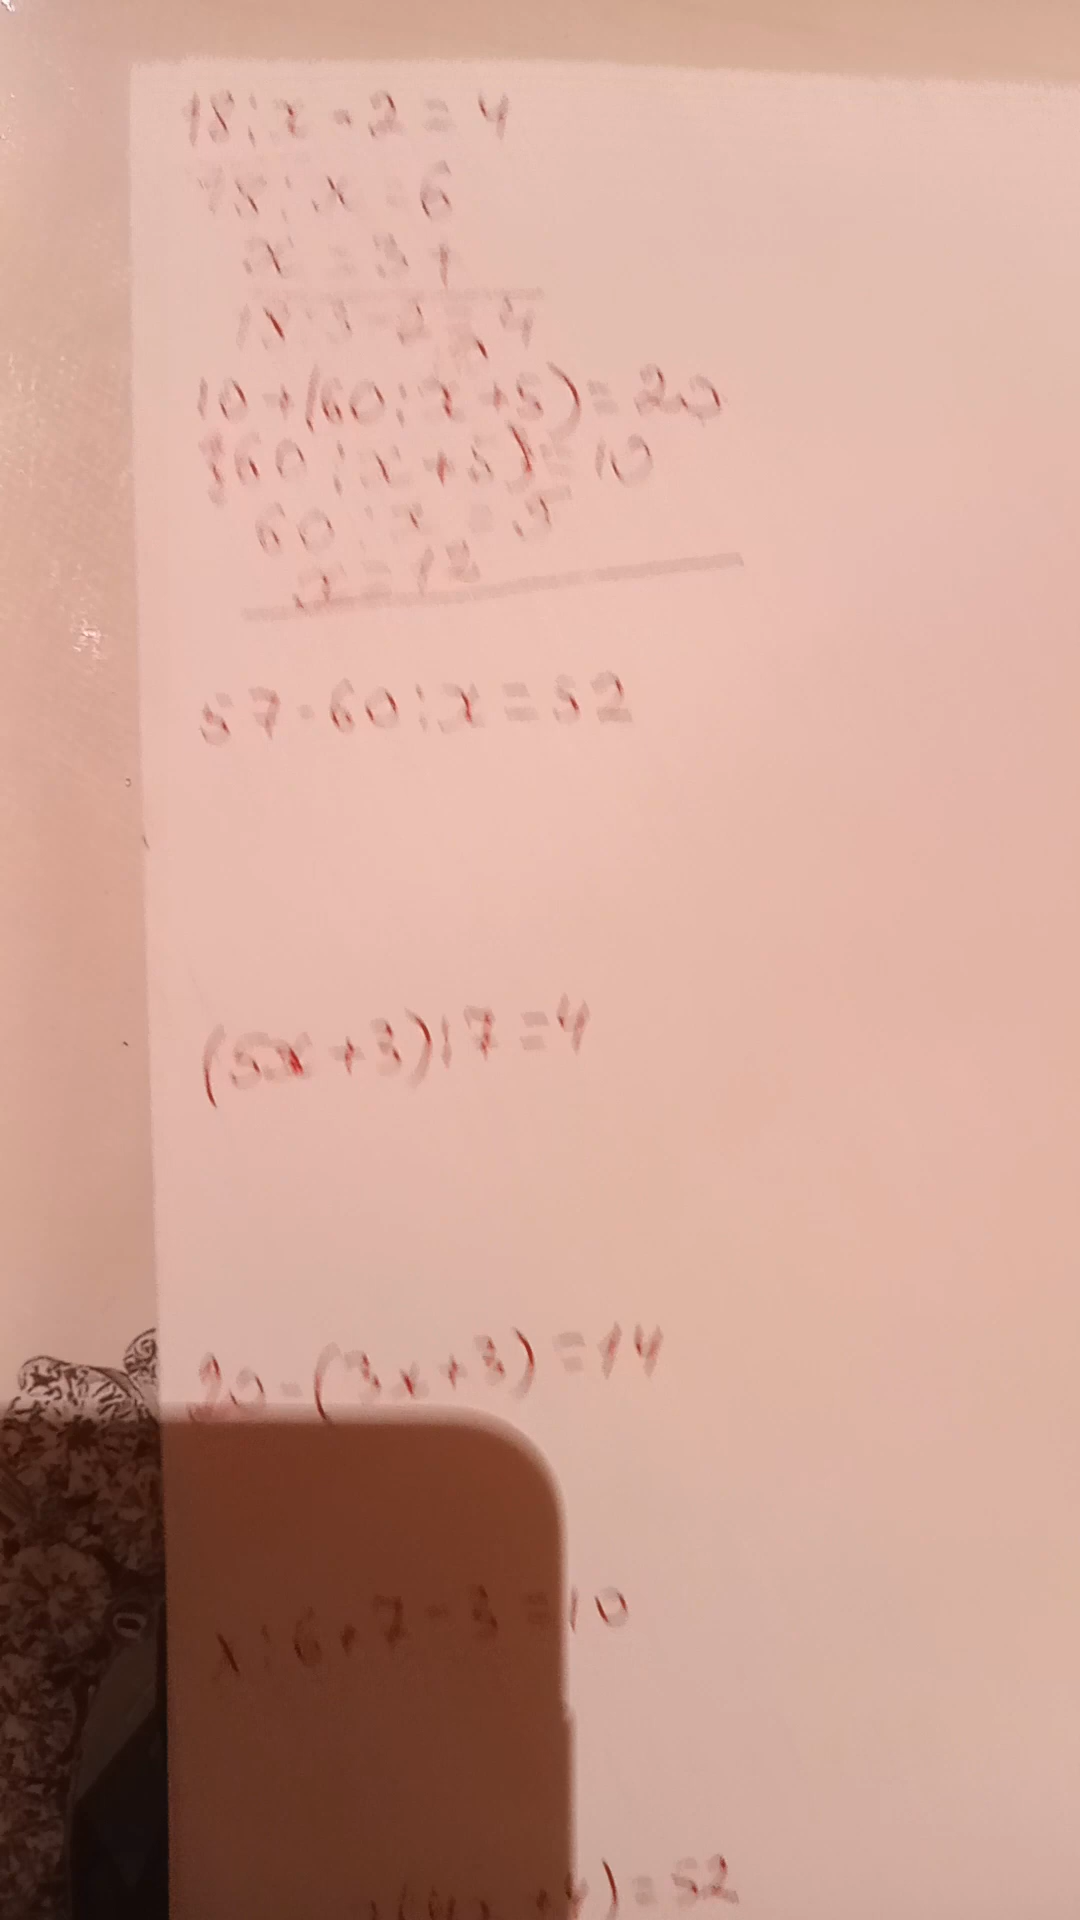 18:x-2=4
18:x=6
x=3
18:3-2=4
10+(60:x+5)=20
(60:x+5)=10
60:x=5
x=12
57-60:x=52
(5x+3):7=4
20-(3x+3)=14
x:6+7-3=10
)=52